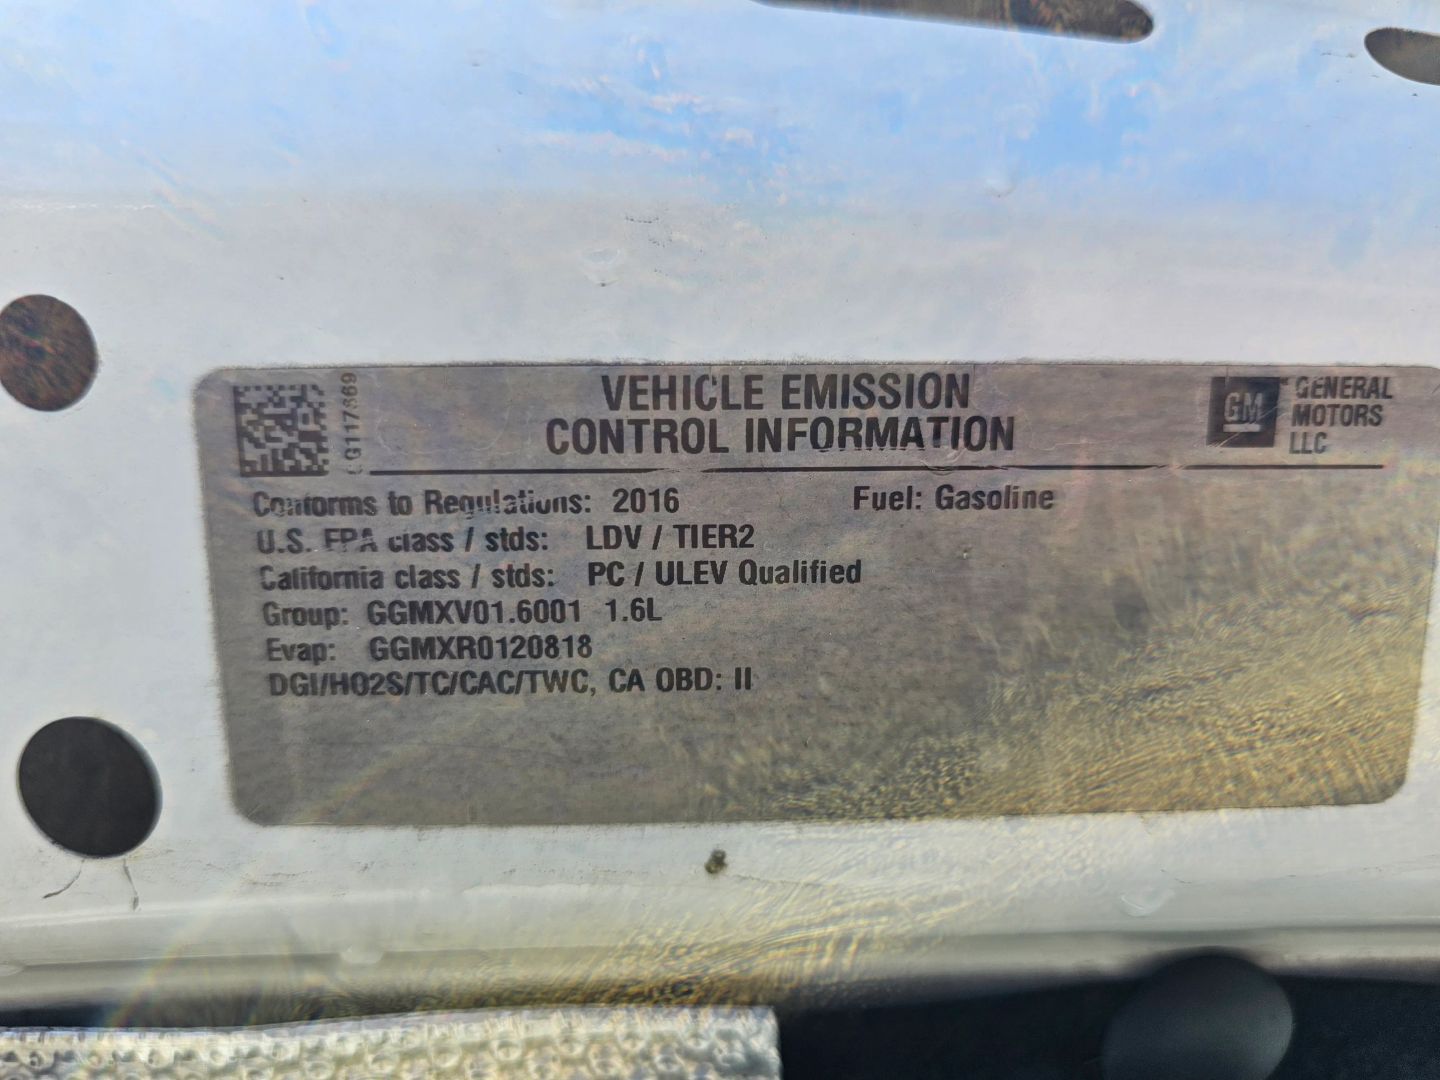 VEHICLE EMISSION
CONTROL INFORMATION
GM GENERAL
MOTORS
LLC
Conforms to Regulations: 2016 Fuel: Gasoline
U.S. EPA class / stds: LDV / TIER2
California class / stds: PC / ULEV Qualified
Group: GGMXV01.6001 1.6L
Evap: GGMXR0120818
DGI/HO2S/TC/CAC/TWC, CA OBD: II